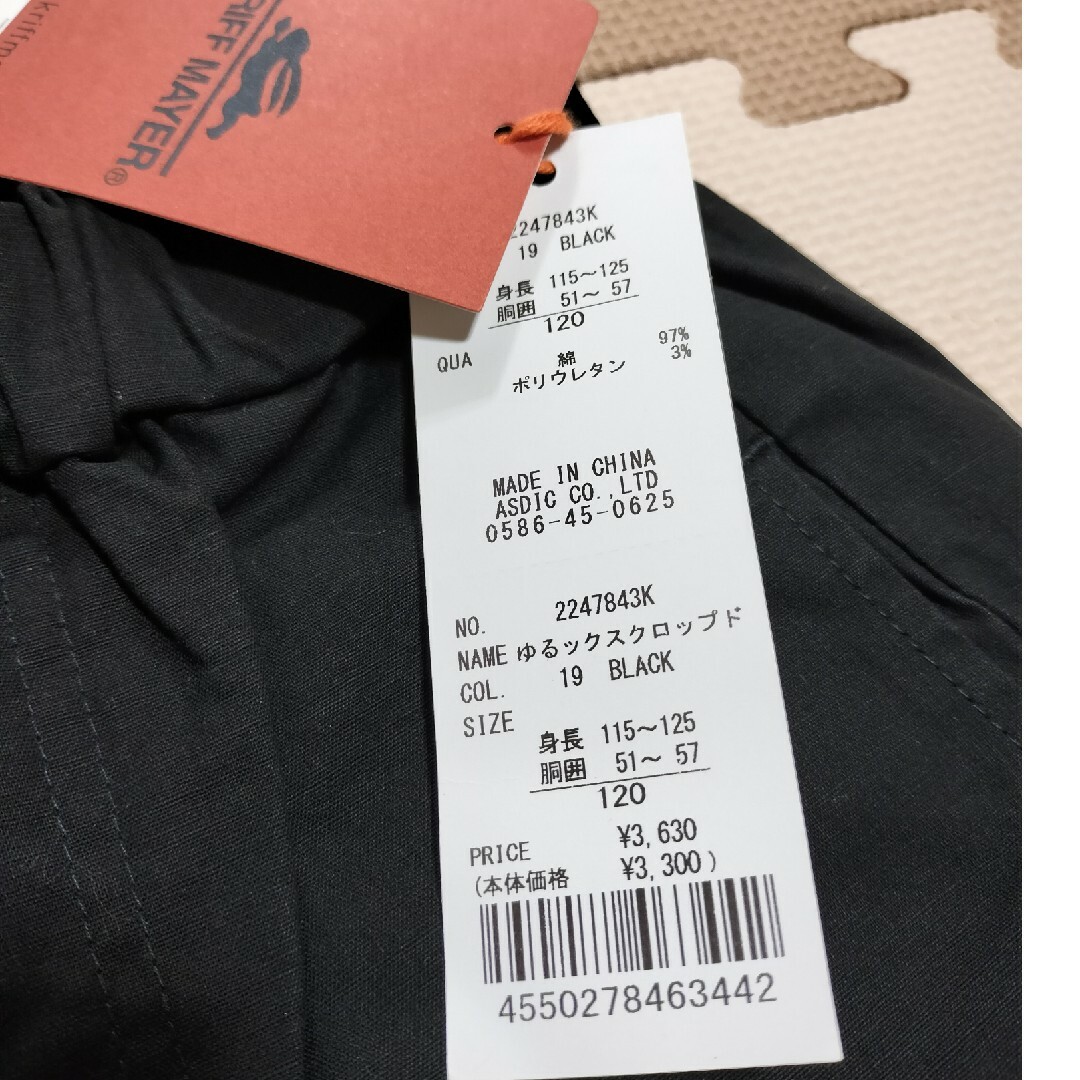 RIFF MAYER®
2247843K
19 BLACK
身長 115～125
胴囲 51～ 57
120
QUA 綿 97%
ポリウレタン 3%
MADE IN CHINA
ASDIC CO.,LTD
0586-45-0625
NO. 2247843K
NAME ゆるックスクロップド
COL. 19 BLACK
SIZE
身長 115～125
胴囲 51～ 57
120
PRICE ¥3,630
(本体価格 ¥3,300)
4550278463442